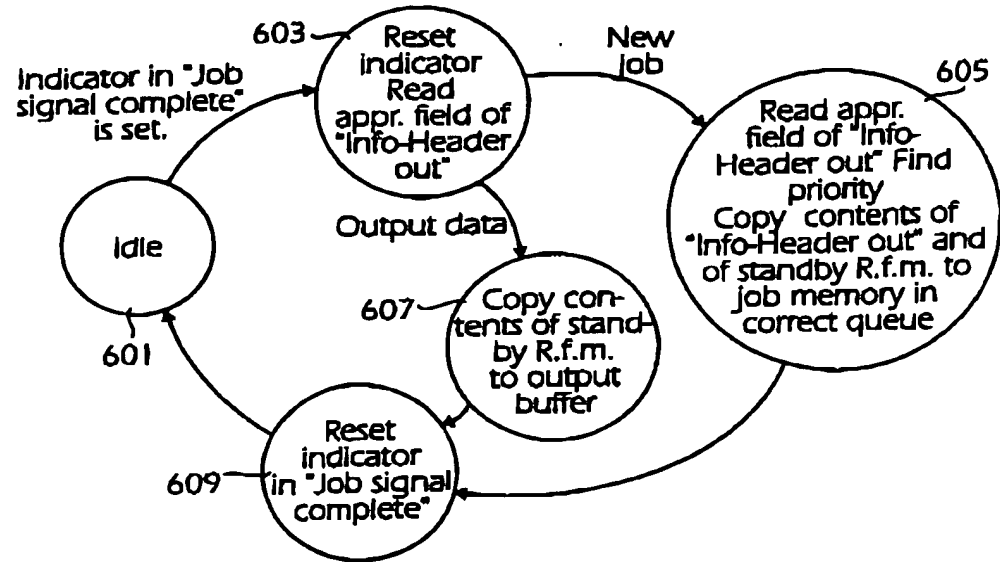 603
Reset
indicator
Read
appr. field of
"Info-Header
out"
New
job
605
Indicator in "Job
signal complete"
is set.
Read appr.
field of "Info-
Header out" Find
priority
Copy contents of
"Info-Header out" and
of standby R.f.m. to
job memory in
correct queue
Output data
Idle
601
607
Copy con-
tents of stand-
by R.f.m.
to output
buffer
609
Reset
indicator
in "Job signal
complete"